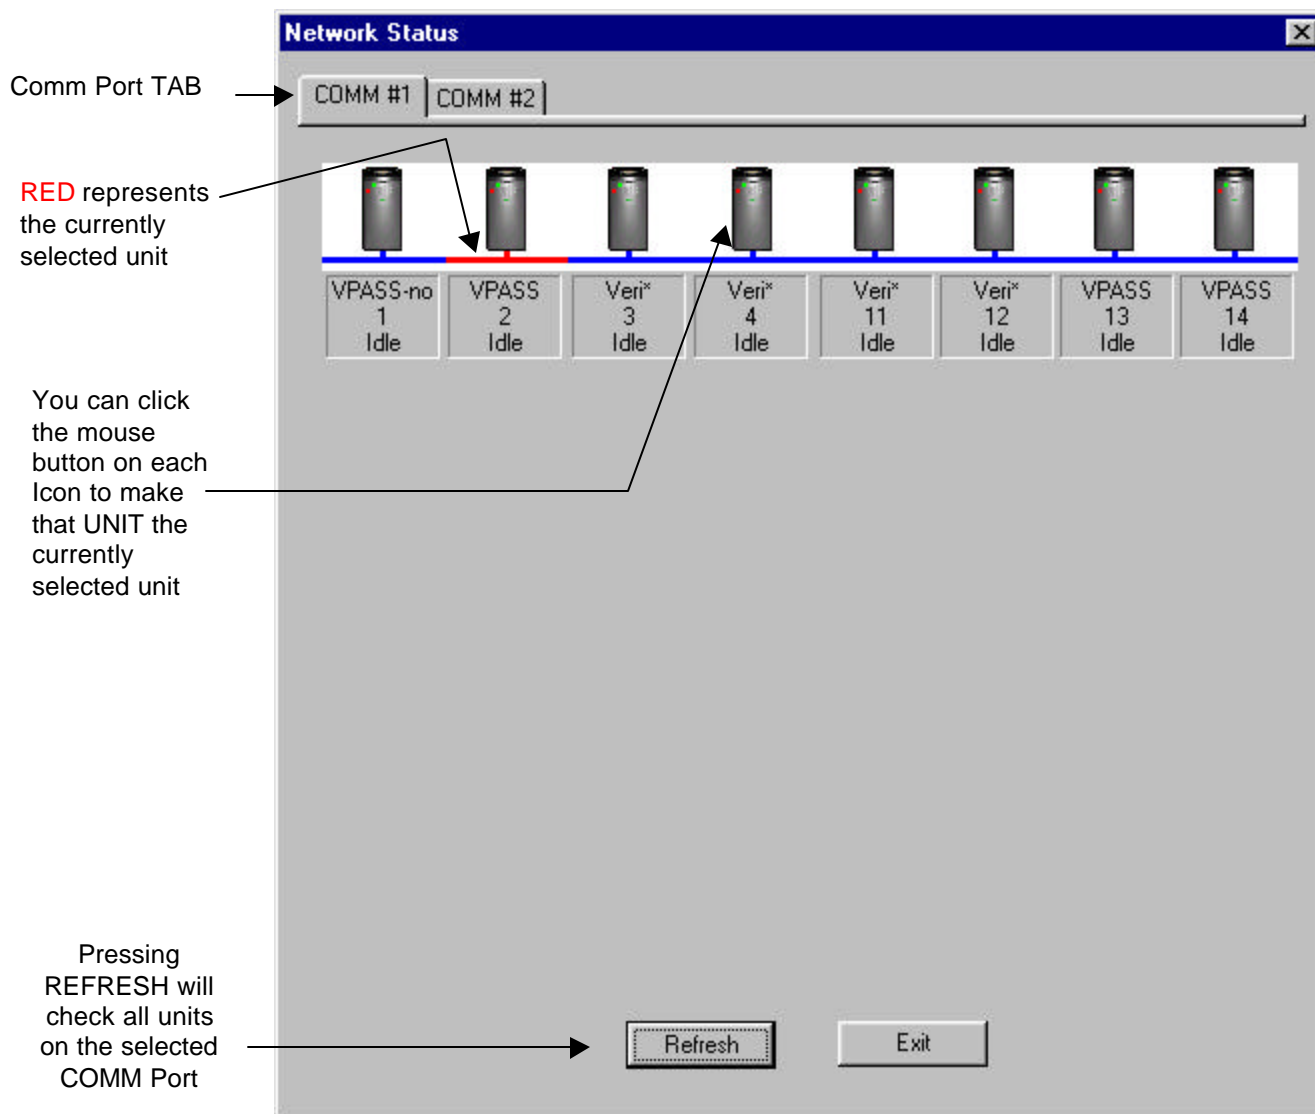 Network Status
Comm Port TAB
COMM #1
COMM #2
RED represents
the currently
selected unit
VPASS-no
1
Idle
VPASS
2
Idle
Veri*
3
Idle
Veri*
4
Idle
Veri*
11
Idle
Veri*
12
Idle
VPASS
13
Idle
VPASS
14
Idle
You can click
the mouse
button on each
Icon to make
that UNIT the
currently
selected unit
Pressing
REFRESH will
check all units
on the selected
COMM Port
Refresh
Exit